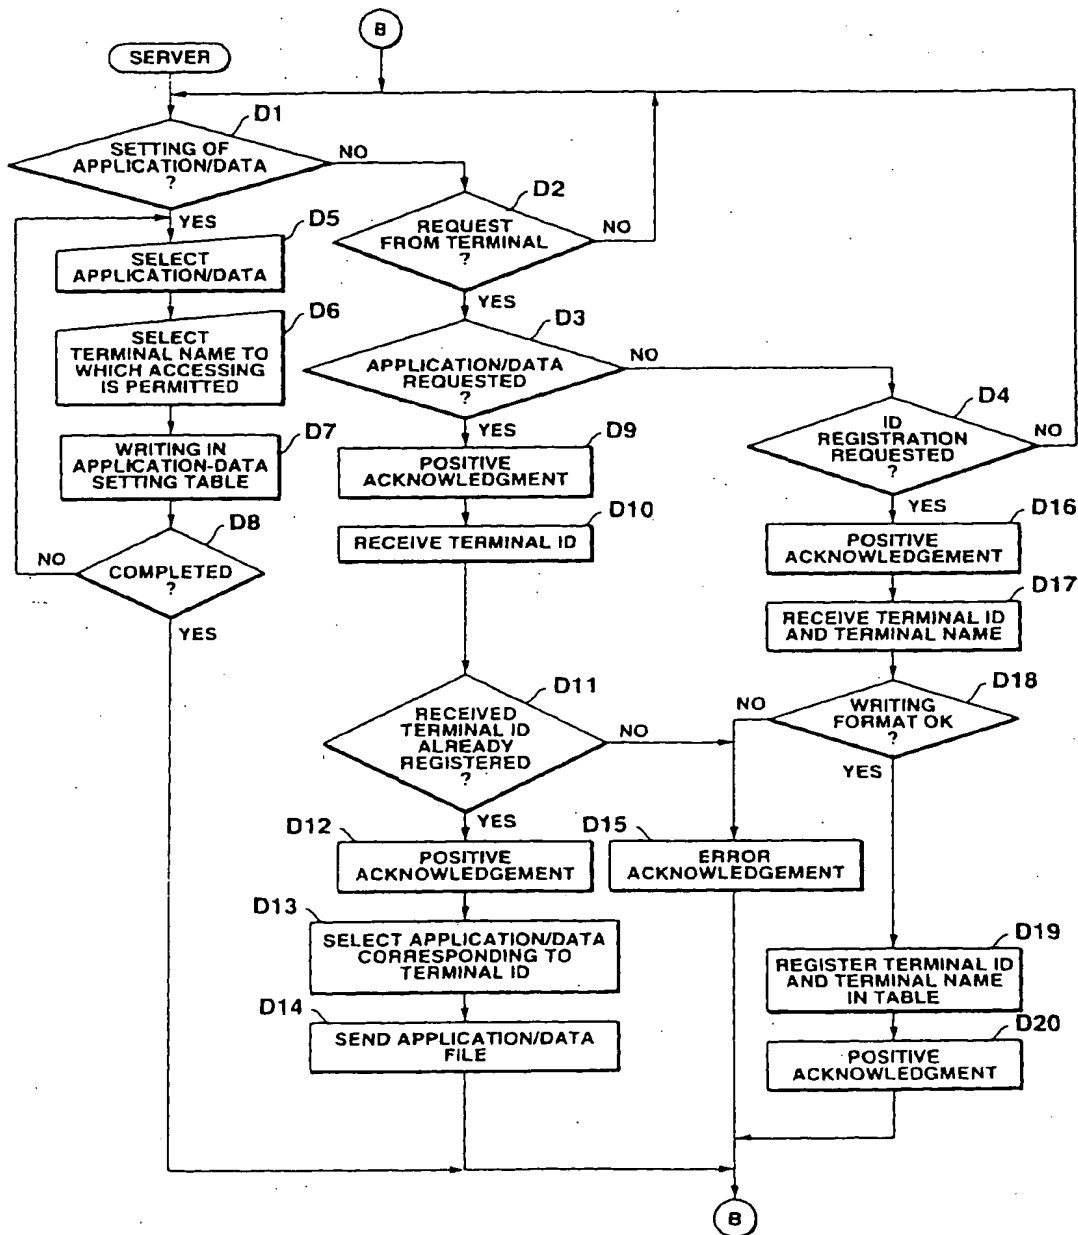 B
SERVER
D1
SETTING OF
APPLICATION/DATA
?
NO
YES
D2
REQUEST
FROM TERMINAL
?
NO
YES
D5
SELECT
APPLICATION/DATA
D6
SELECT
TERMINAL NAME TO
WHICH ACCESSING
IS PERMITTED
D7
WRITING IN
APPLICATION-DATA
SETTING TABLE
D8
COMPLETED
?
NO
YES
D3
APPLICATION/DATA
REQUESTED
?
NO
YES
D4
ID
REGISTRATION
REQUESTED
?
NO
YES
D9
POSITIVE
ACKNOWLEDGMENT
D10
RECEIVE TERMINAL ID
D11
RECEIVED
TERMINAL ID
ALREADY
REGISTERED
?
NO
YES
D12
POSITIVE
ACKNOWLEDGEMENT
D13
SELECT APPLICATION/DATA
CORRESPONDING TO
TERMINAL ID
D14
SEND APPLICATION/DATA
FILE
D15
ERROR
ACKNOWLEDGEMENT
D16
POSITIVE
ACKNOWLEDGEMENT
D17
RECEIVE TERMINAL ID
AND TERMINAL NAME
D18
WRITING
FORMAT OK
?
NO
YES
D19
REGISTER TERMINAL ID
AND TERMINAL NAME
IN TABLE
D20
POSITIVE
ACKNOWLEDGMENT
B